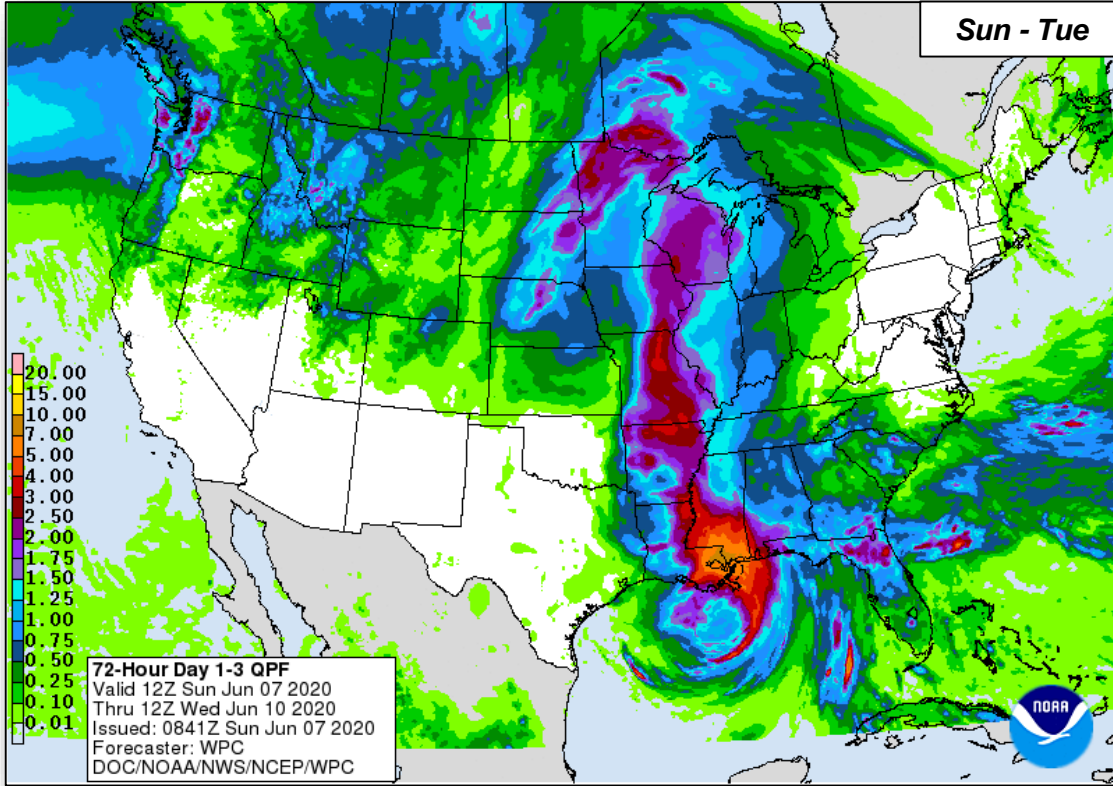 Sun - Tue
20.00
15.00
10.00
7.00
5.00
4.00
3.00
2.50
2.00
1.75
1.50
1.25
1.00
0.75
0.50
0.25
0.10
0.01
72-Hour Day 1-3 QPF
Valid 12Z Sun Jun 07 2020
Thru 12Z Wed Jun 10 2020
Issued: 0841Z Sun Jun 07 2020
Forecaster: WPC
DOC/NOAA/NWS/NCEP/WPC
NOAA